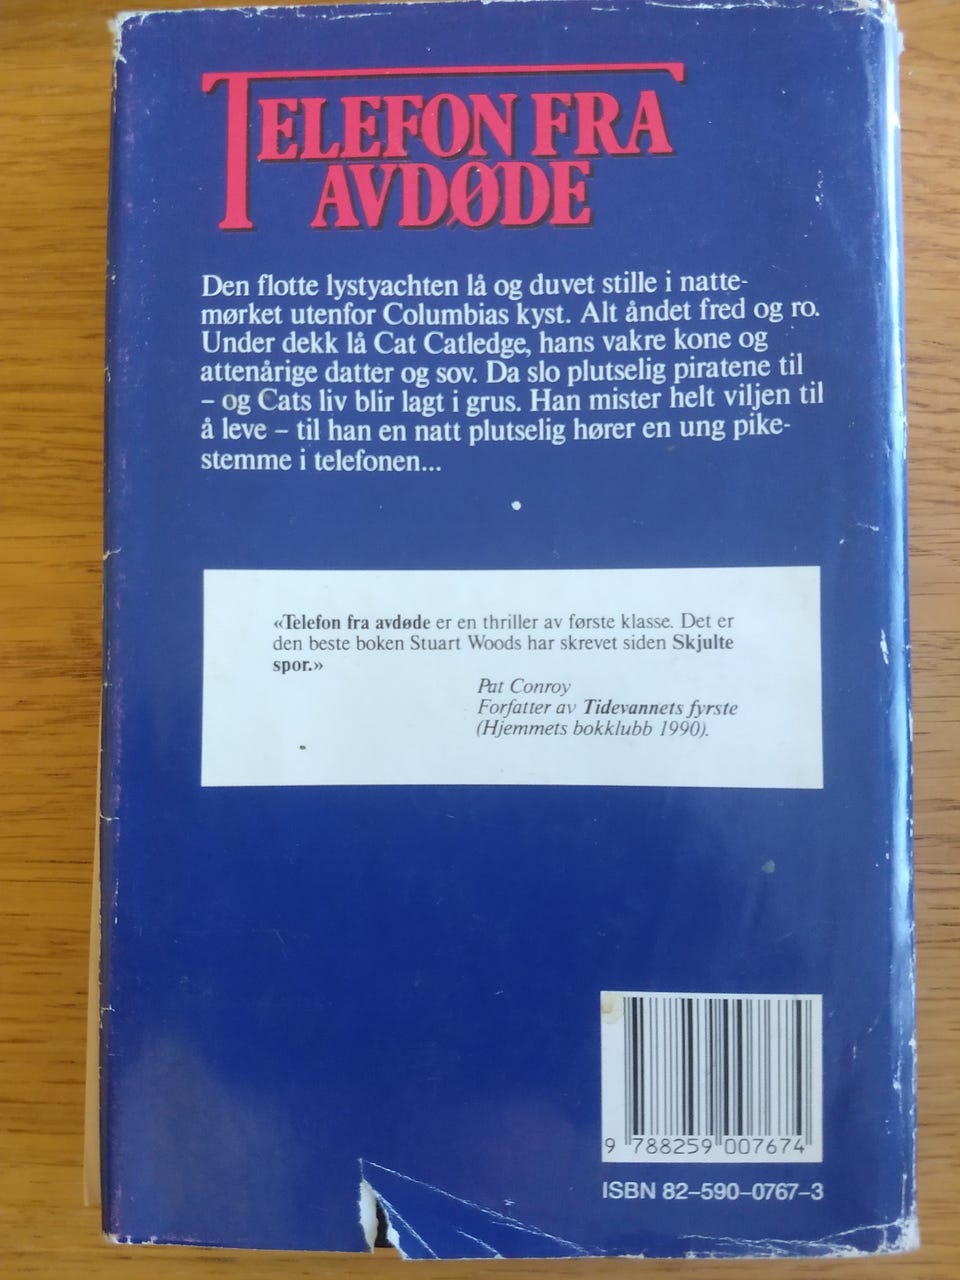 TELEFON FRA
AVDØDE
Den flotte lystyachten lå og duvet stille i natte-
mørket utenfor Columbias kyst. Alt åndet fred og ro.
Under dekk lå Cat Catledge, hans vakre kone og
attenårige datter og sov. Da slo plutselig piratene til
– og Cats liv blir lagt i grus. Han mister helt viljen til
å leve – til han en natt plutselig hører en ung pike-
stemme i telefonen...
«Telefon fra avdøde er en thriller av første klasse. Det er
den beste boken Stuart Woods har skrevet siden Skjulte
spor.»
Pat Conroy
Forfatter av Tidevannets fyrste
(Hjemmets bokklubb 1990).
9 788259 007674
ISBN 82–590–0767–3